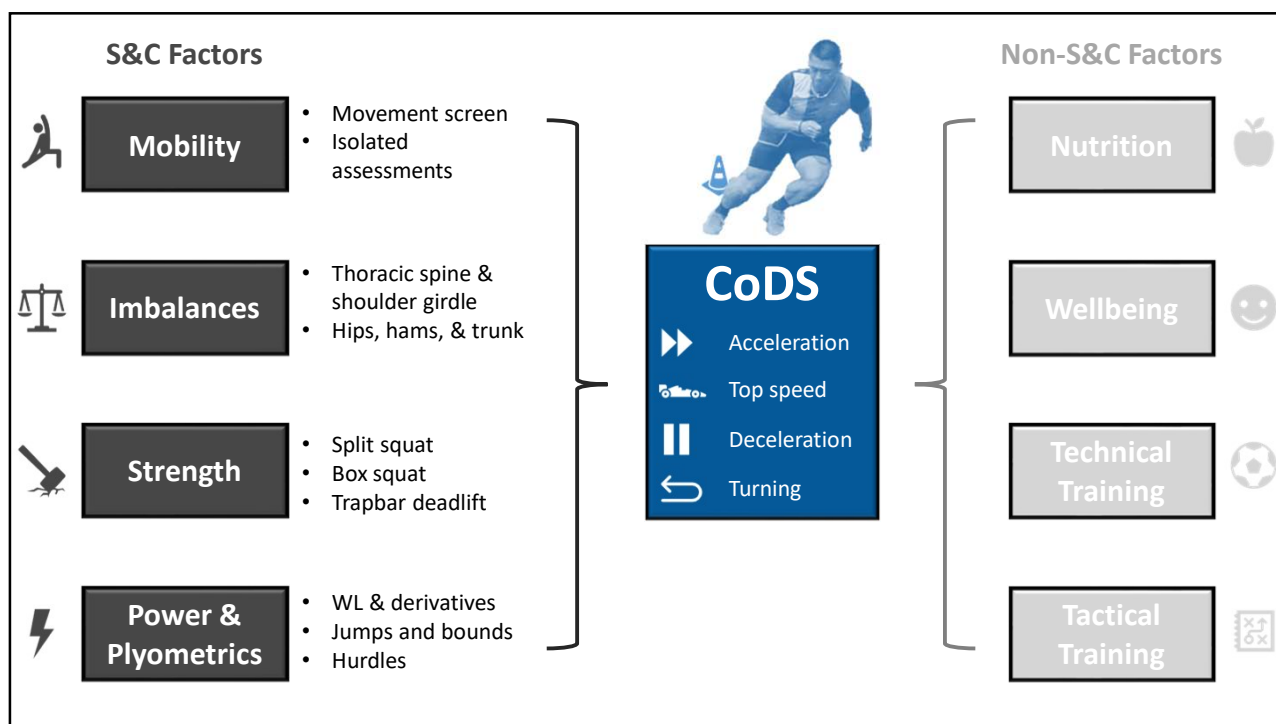 S&C Factors
Mobility
• Movement screen
• Isolated
assessments
Imbalances
• Thoracic spine &
shoulder girdle
• Hips, hams, & trunk
Strength
• Split squat
• Box squat
• Trapbar deadlift
Power &
Plyometrics
• WL & derivatives
• Jumps and bounds
• Hurdles
CoDS
Acceleration
Top speed
Deceleration
Turning
Non-S&C Factors
Nutrition
Wellbeing
Technical
Training
Tactical
Training